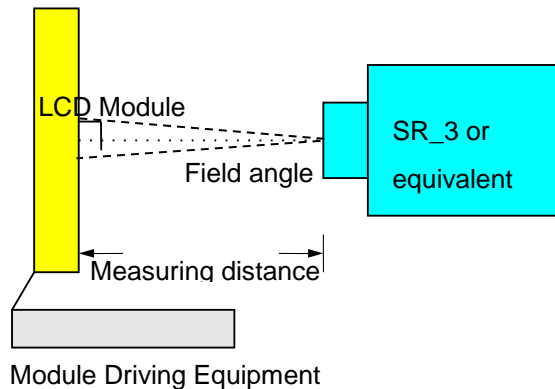 LCD Module
SR_3 or
equivalent
Field angle
Measuring distance
Module Driving Equipment